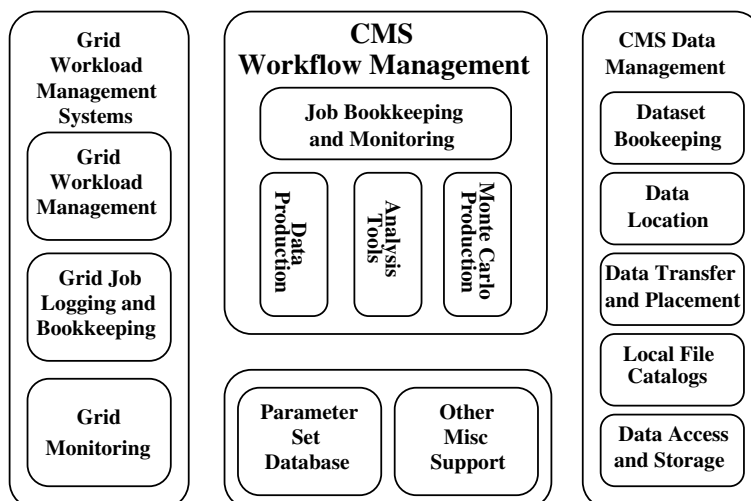 Grid
Workload
Management
Systems
Grid
Workload
Management
Grid Job
Logging and
Bookkeeping
Grid
Monitoring
CMS
Workflow Management
Job Bookkeeping
and Monitoring
Data
Production
Analysis
Tools
Monte Carlo
Production
Parameter
Set
Database
Other
Misc
Support
CMS Data
Management
Dataset
Bookeeping
Data
Location
Data Transfer
and Placement
Local File
Catalogs
Data Access
and Storage